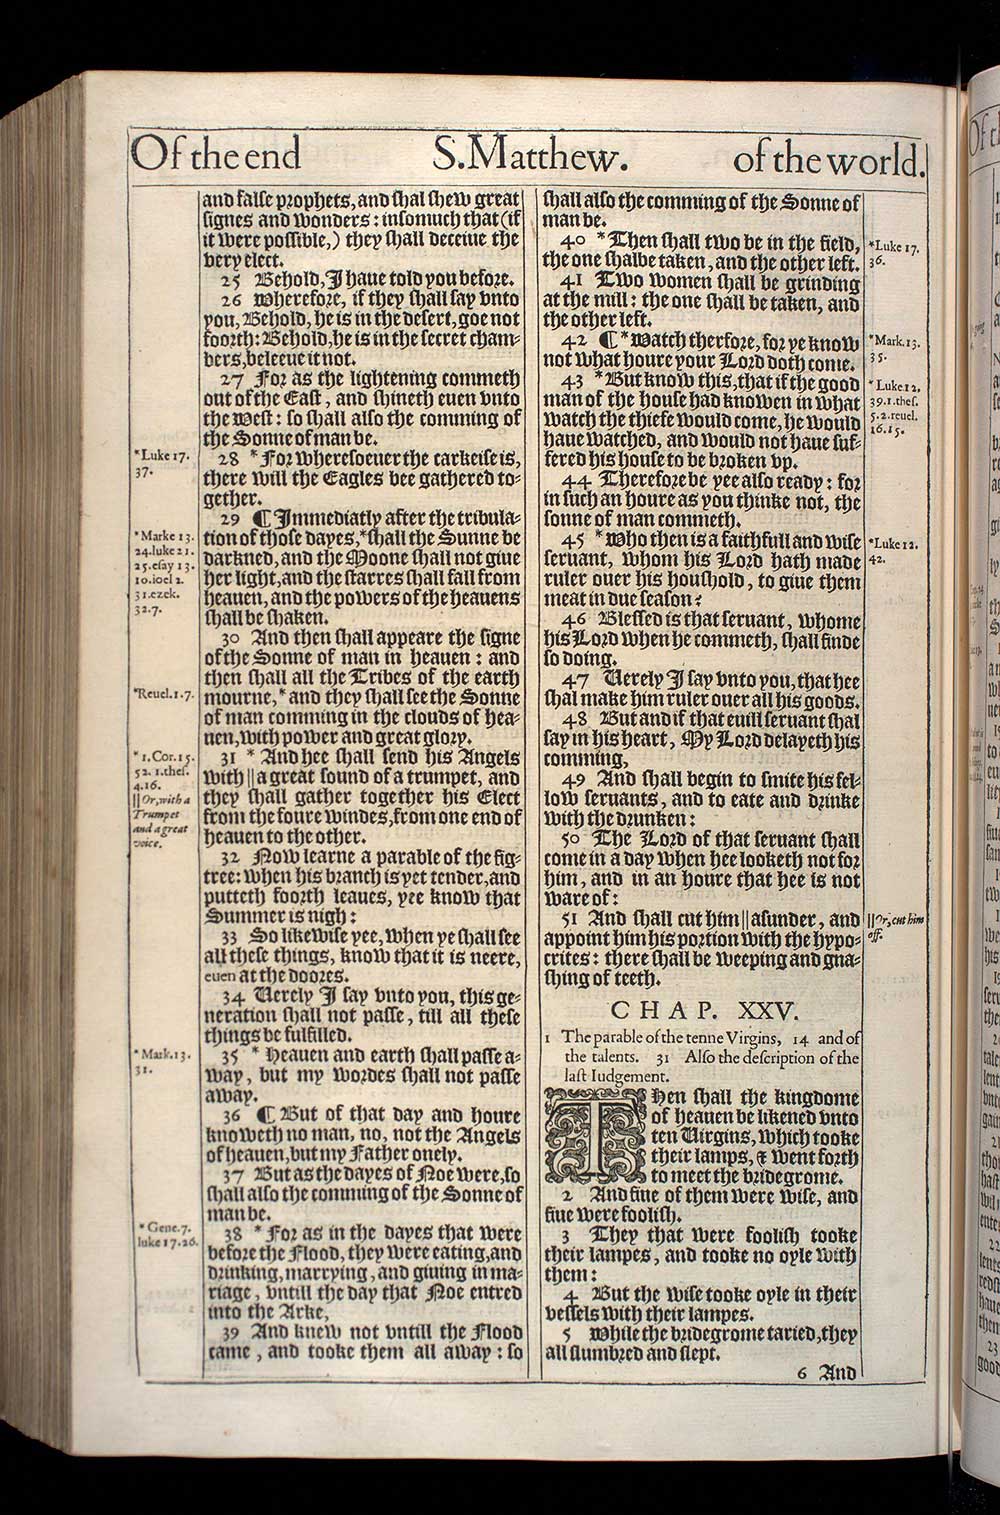 Of the end S. Matthew. of the world.
and false prophets, and shal shew great
signes and wonders: insomuch that (if
it were possible,) they shall deceiue the
very elect.
25 Behold, I haue told you before.
26 Wherefore, if they shall say vnto
you, Behold, he is in the desert, goe not
foorth: Behold, he is in the secret cham-
bers, beleeue it not.
27 For as the lightening commeth
out of the East, and shineth euen vnto
the West: so shall also the comming of
the Sonne of man be.
*Luke 17.
37.
28 *For wheresoeuer the carkeise is,
there will the Eagles bee gathered to-
gether.
29 ¶ Immediatly after the tribula-
*Marke 13.
24. luke 21.
25. esay 13.
10. ioel 2.
31. ezek.
32.7.
tion of those dayes, *shall the Sunne be
darkned, and the Moone shall not giue
her light, and the starres shall fall from
heauen, and the powers of the heauens
shall be shaken.
30 And then shall appeare the signe
of the Sonne of man in heauen: and
then shall all the Tribes of the earth
*Reuel. 1.7.
mourne, *and they shall see the Sonne
of man comming in the clouds of hea-
uen, with power and great glory.
*1. Cor. 15.
52. 1. thes.
4.16.
|| Or, with a
Trumpet
and a great
voice.
31 * And hee shall send his Angels
with || a great sound of a trumpet, and
they shall gather together his Elect
from the foure windes, from one end of
heauen to the other.
32 Now learne a parable of the fig-
tree: when his branch is yet tender, and
putteth foorth leaues, yee know that
Summer is nigh:
33 So likewise yee, when ye shall see
all these things, know that it is neere,
euen at the doores.
34 Uerely I say vnto you, this ge-
neration shall not passe, till all these
things be fulfilled.
*Mark. 13.
31.
35 * Heauen and earth shall passe a-
way, but my wordes shall not passe
away.
36 ¶ But of that day and houre
knoweth no man, no, not the Angels
of heauen, but my Father onely.
37 But as the dayes of Noe were, so
shall also the comming of the Sonne of
man be.
*Gene. 7.
luke 17.26.
38 * For as in the dayes that were
before the Flood, they were eating, and
drinking, marrying, and giuing in ma-
riage, vntill the day that Noe entred
into the Arke,
39 And knew not vntill the Flood
came, and tooke them all away: so
shall also the comming of the Sonne of
man be.
40 *Then shall two be in the field,
the one shalbe taken, and the other left.
*Luke 17.
36.
41 Two women shall be grinding
at the mill: the one shall be taken, and
the other left.
42 ¶ *Watch therfore, for ye know
not what houre your Lord doth come.
*Mark. 13.
35.
43 *But know this, that if the good
man of the house had knowen in what
watch the thiefe would come, he would
haue watched, and would not haue suf-
fered his house to be broken vp.
*Luke 12.
39. 1. thes.
5.2. reuel.
16.15.
44 Therefore be yee also ready: for
in such an houre as you thinke not, the
sonne of man commeth.
45 *Who then is a faithfull and wise
seruant, whom his Lord hath made
ruler ouer his houshold, to giue them
meat in due season?
*Luke 12.
42.
46 Blessed is that seruant, whome
his Lord when he commeth, shall finde
so doing.
47 Uerely I say vnto you, that hee
shal make him ruler ouer all his goods.
48 But and if that euill seruant shal
say in his heart, My Lord delayeth his
comming,
49 And shall begin to smite his fel-
low seruants, and to eate and drinke
with the drunken:
50 The Lord of that seruant shall
come in a day when hee looketh not for
him, and in an houre that hee is not
ware of:
51 And shall cut him || asunder, and
appoint him his portion with the hypo-
crites: there shall be weeping and gna-
shing of teeth.
|| Or, cut him
off.
CHAP. XXV.
1 The parable of the tenne Virgins, 14 and of
the talents. 31 Also the description of the
last Iudgement.
Then shall the kingdome
of heauen be likened vnto
ten Uirgins, which tooke
their lamps, & went forth
to meet the bridegrome.
2 And fiue of them were wise, and
fiue were foolish.
3 They that were foolish tooke
their lampes, and tooke no oyle with
them:
4 But the wise tooke oyle in their
vessels with their lampes.
5 While the bridegrome taried, they
all slumbred and slept.
6 And